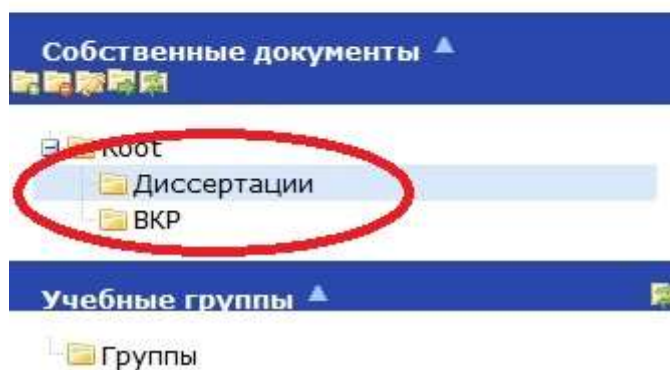 Собственные документы
Root
Диссертации
ВКР
Учебные группы
Группы